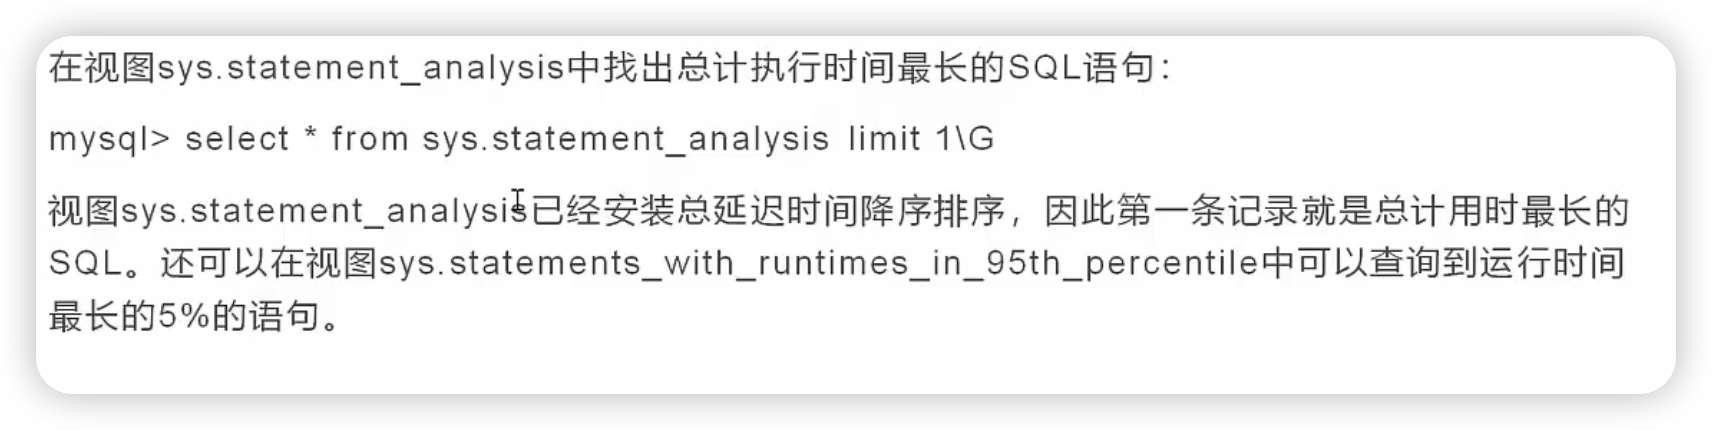 在视图sys.statement_analysis中找出总计执行时间最长的SQL语句：
mysql> select * from sys.statement_analysis limit 1\G
视图sys.statement_analysis已经安装总延迟时间降序排序，因此第一条记录就是总计用时最长的
SQL。还可以在视图sys.statements_with_runtimes_in_95th_percentile中可以查询到运行时间
最长的5%的语句。